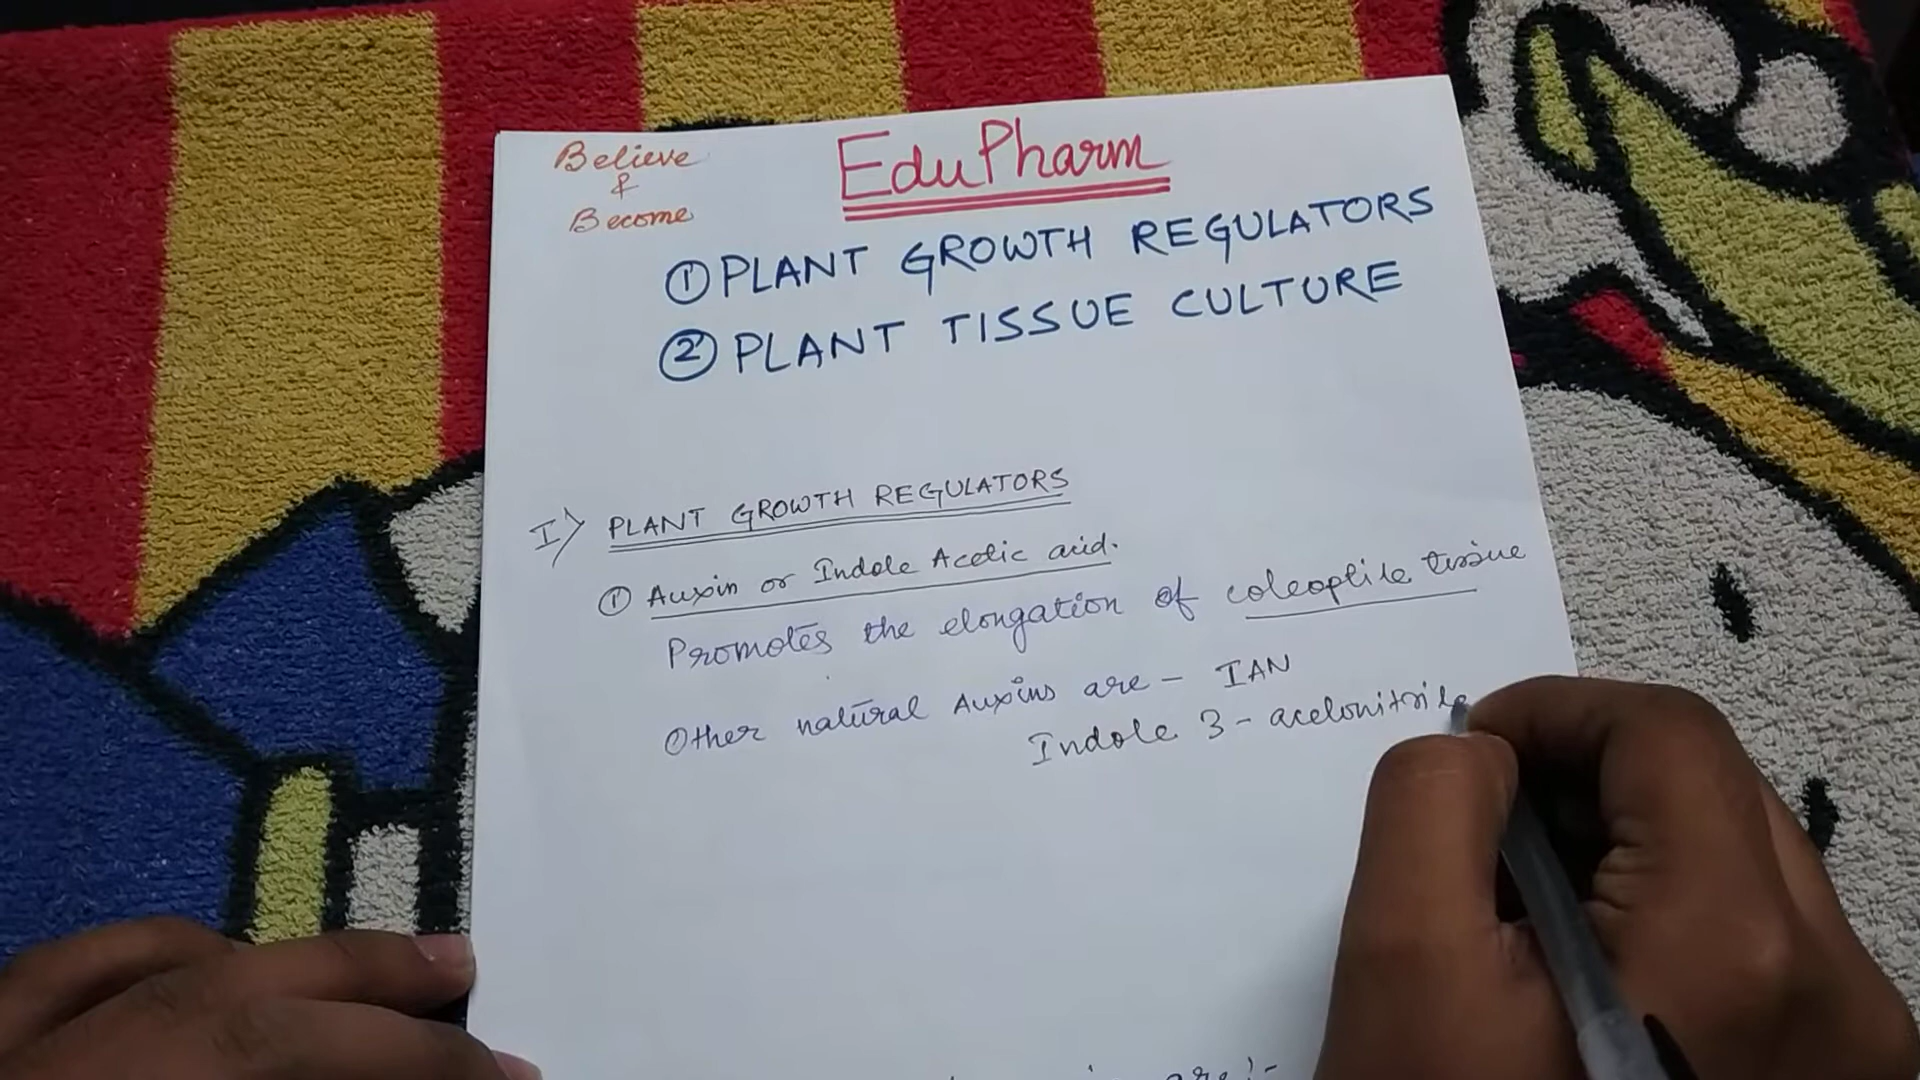 Believe
&
Become
EduPharm
① PLANT GROWTH REGULATORS
② PLANT TISSUE CULTURE
I) PLANT GROWTH REGULATORS
① Auxin or Indole Acetic acid.
Promotes the elongation of coleoptile tissue
Other natural Auxins are - IAN
Indole 3 - acetonitrile
are :-